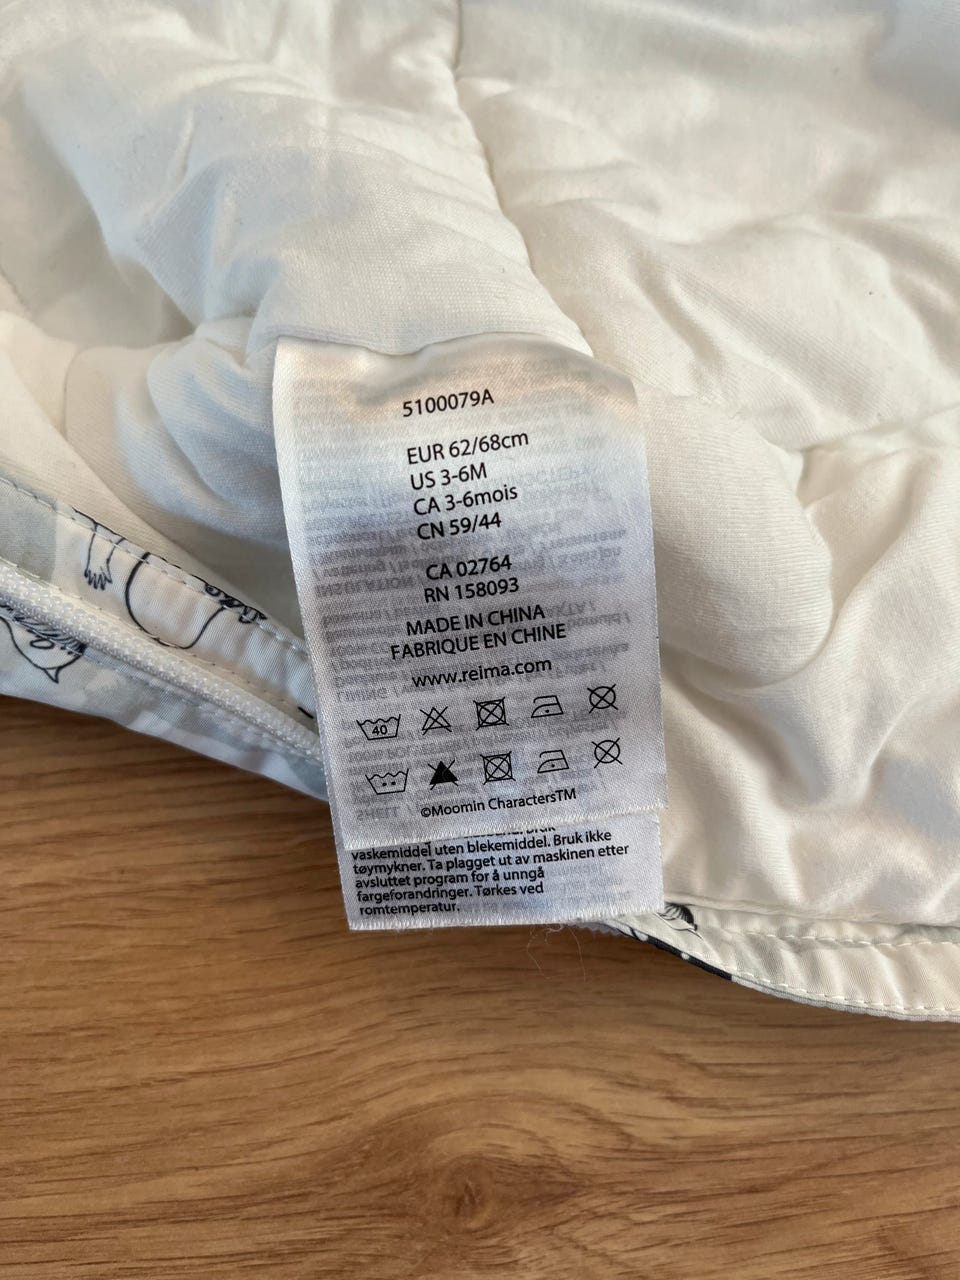 5100079A
EUR 62/68cm
US 3-6M
CA 3-6mois
CN 59/44
CA 02764
RN 158093
MADE IN CHINA
FABRIQUE EN CHINE
www.reima.com
40
©Moomin Characters™
Bruk
vaskemiddel uten blekemiddel. Bruk ikke
tøymykner. Ta plagget ut av maskinen etter
avsluttet program for å unngå
fargeforandringer. Tørkes ved
romtemperatur.